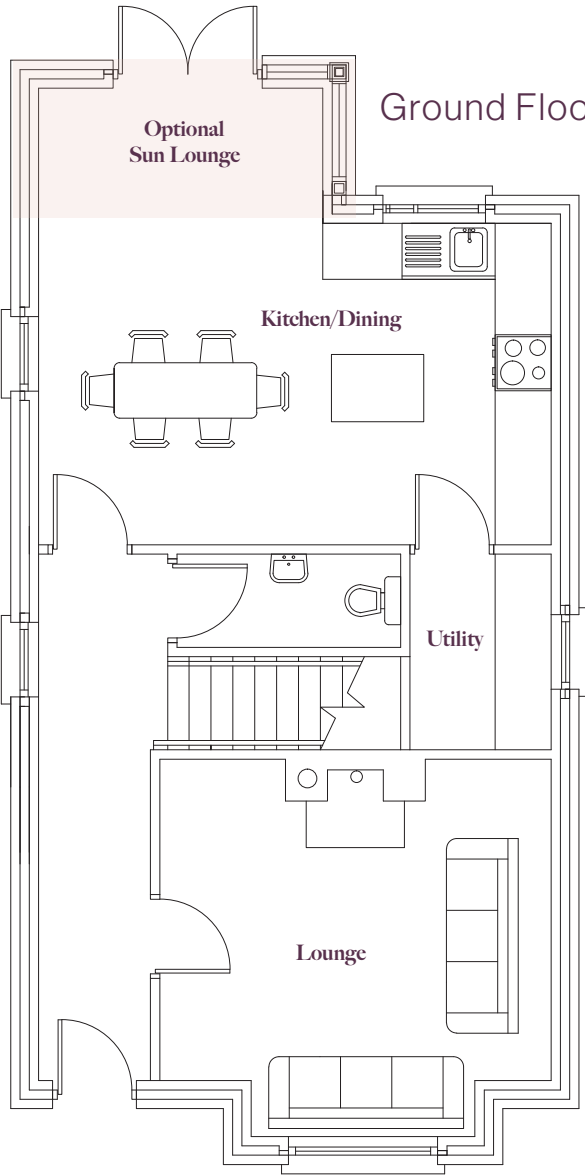 Ground Floo
Optional
Sun Lounge
Kitchen/Dining
Utility
Lounge